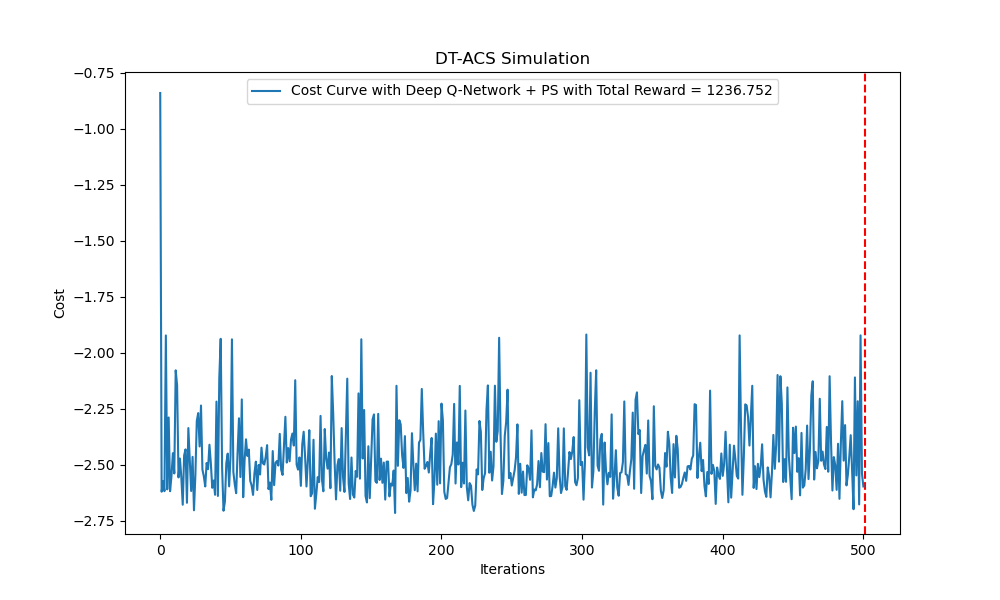 DT-ACS Simulation
Cost Curve with Deep Q-Network + PS with Total Reward = 1236.752
−0.75
−1.00
−1.25
−1.50
−1.75
−2.00
−2.25
−2.50
−2.75
Cost
0 100 200 300 400 500
Iterations